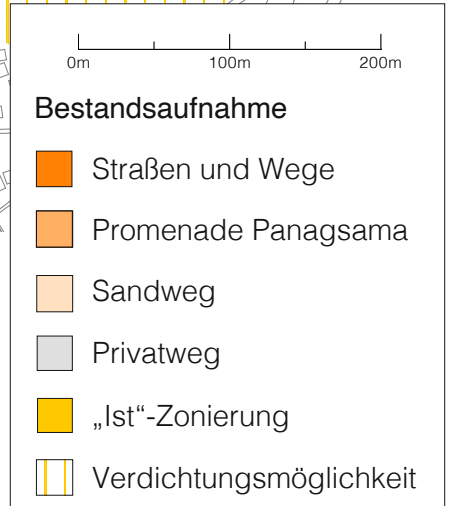 0m 100m 200m
Bestandsaufnahme
Straßen und Wege
Promenade Panagsama
Sandweg
Privatweg
„Ist“-Zonierung
Verdichtungsmöglichkeit